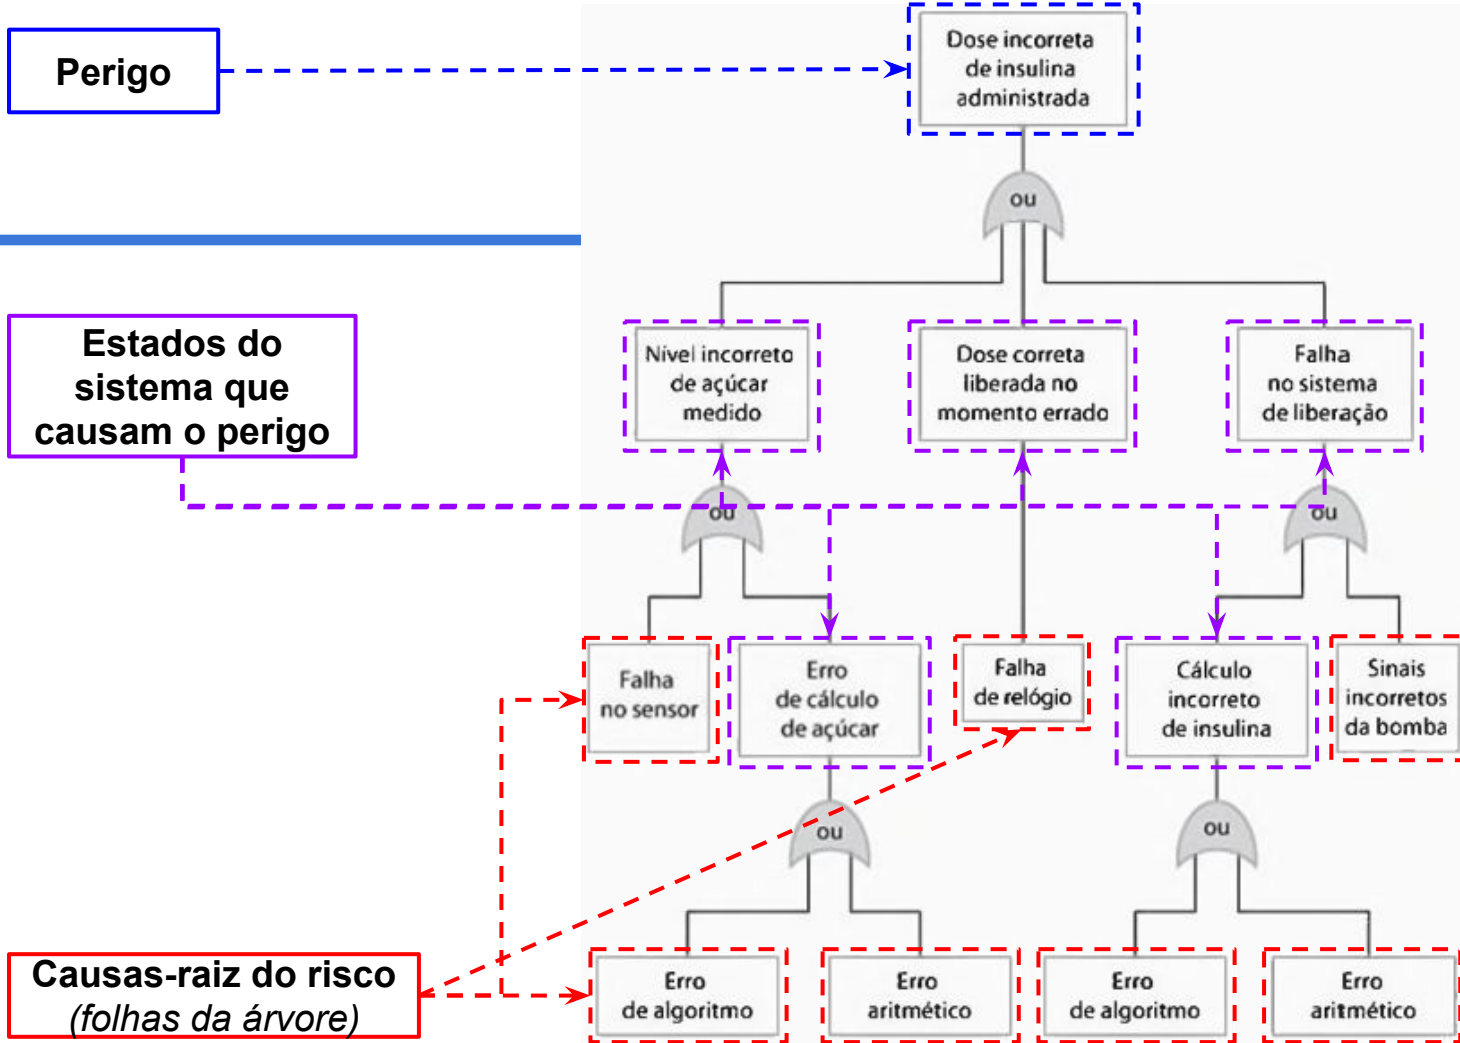 Perigo
Dose incorreta
de insulina
administrada
ou
Estados do
sistema que
causam o perigo
Nível incorreto
de açúcar
medido
Dose correta
liberada no
momento errado
Falha
no sistema
de liberação
ou
ou
Falha
no sensor
Erro
de cálculo
de açúcar
Falha
de relógio
Cálculo
incorreto
de insulina
Sinais
incorretos
da bomba
ou
ou
Causas-raiz do risco
(folhas da árvore)
Erro
de algoritmo
Erro
aritmético
Erro
de algoritmo
Erro
aritmético